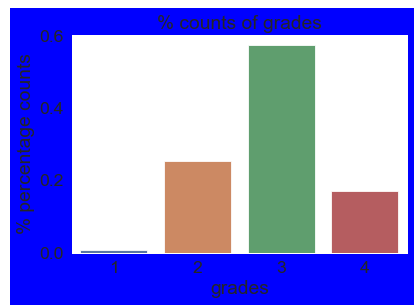 % counts of grades
% percentage counts
0.6
0.4
0.2
0.0
1 2 3 4
grades